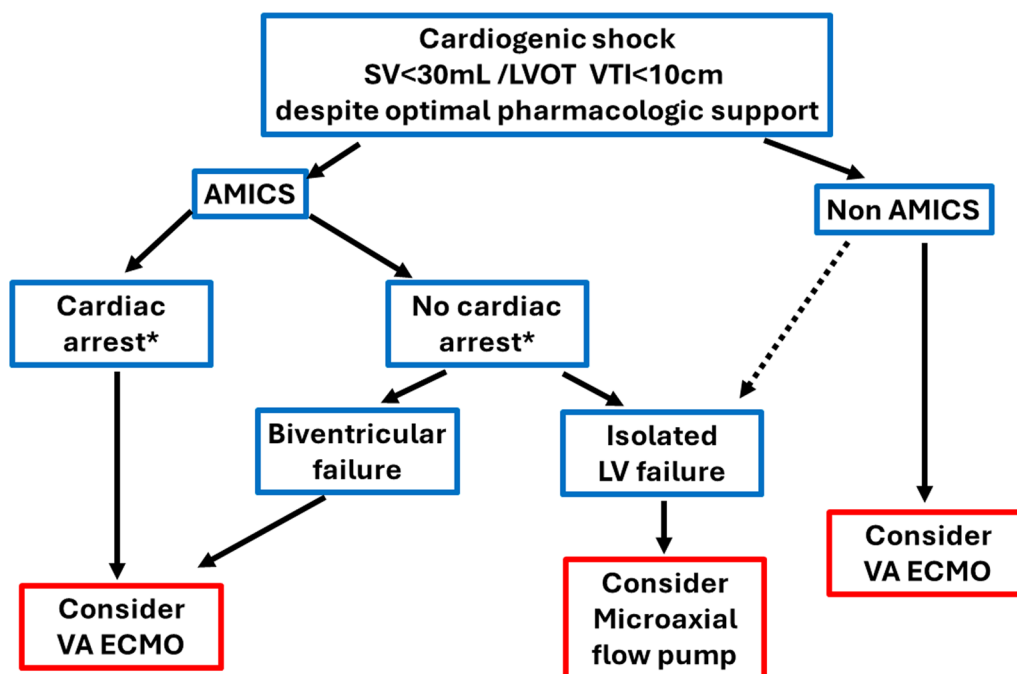 Cardiogenic shock
SV<30mL /LVOT  VTI<10cm
despite optimal pharmacologic support
AMICS
Non AMICS
Cardiac
arrest*
No cardiac
arrest*
Biventricular
failure
Isolated
LV failure
Consider
VA ECMO
Consider
VA ECMO
Consider
Microaxial
flow pump